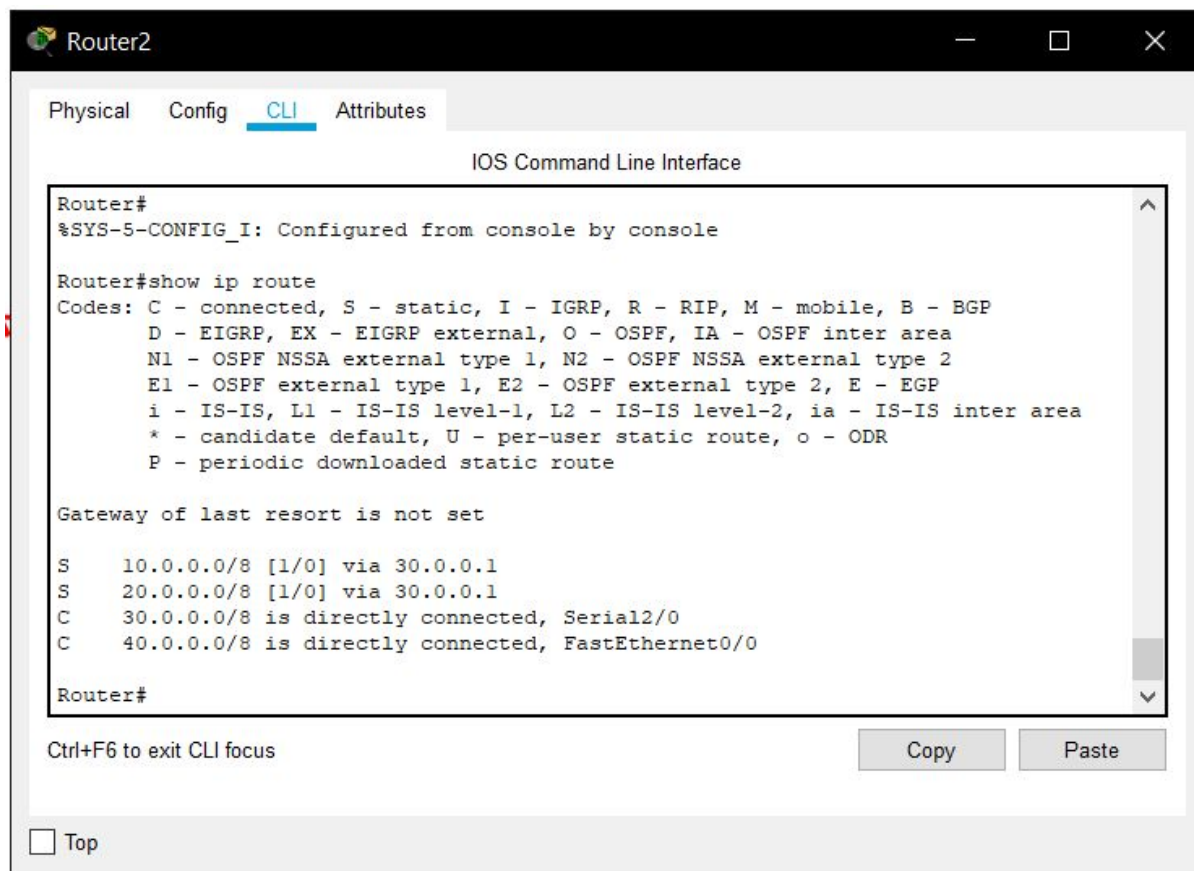 Router2
Physical Config CLI Attributes
IOS Command Line Interface
Router#
%SYS-5-CONFIG_I: Configured from console by console
Router#show ip route
Codes: C - connected, S - static, I - IGRP, R - RIP, M - mobile, B - BGP
D - EIGRP, EX - EIGRP external, O - OSPF, IA - OSPF inter area
N1 - OSPF NSSA external type 1, N2 - OSPF NSSA external type 2
E1 - OSPF external type 1, E2 - OSPF external type 2, E - EGP
i - IS-IS, L1 - IS-IS level-1, L2 - IS-IS level-2, ia - IS-IS inter area
* - candidate default, U - per-user static route, o - ODR
P - periodic downloaded static route
Gateway of last resort is not set
S 10.0.0.0/8 [1/0] via 30.0.0.1
S 20.0.0.0/8 [1/0] via 30.0.0.1
C 30.0.0.0/8 is directly connected, Serial2/0
C 40.0.0.0/8 is directly connected, FastEthernet0/0
Router#
Ctrl+F6 to exit CLI focus
Copy Paste
Top